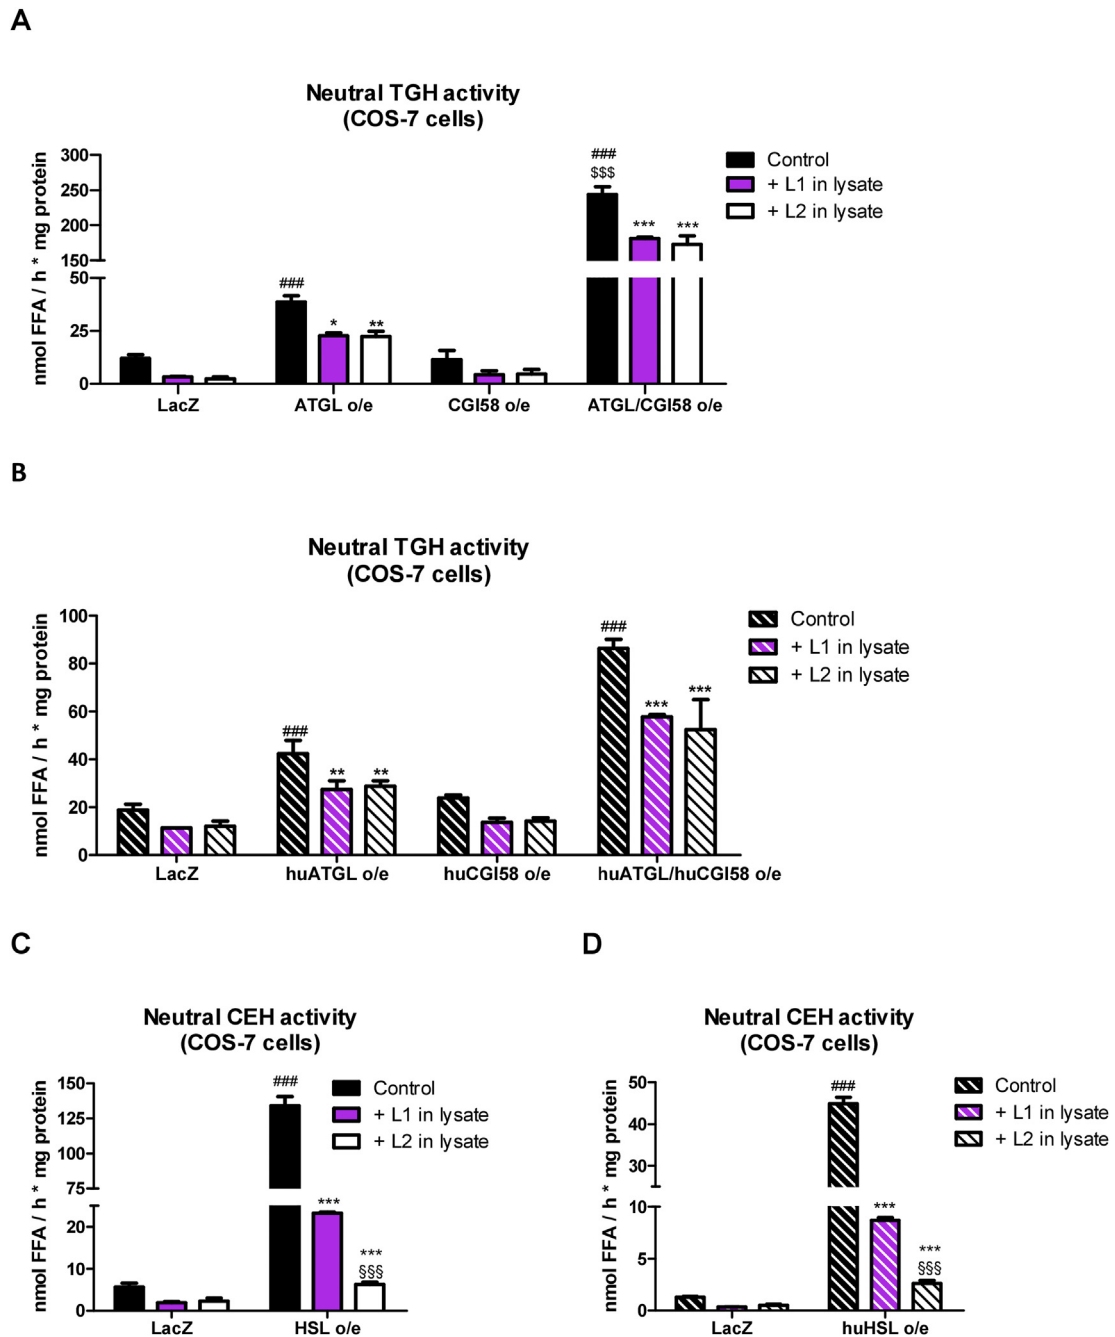 A
Neutral TGH activity
(COS-7 cells)
nmol FFA / h * mg protein
300
250
200
150
50
25
0
###
###
$$$
*
**
***
***
Control
+ L1 in lysate
+ L2 in lysate
LacZ
ATGL o/e
CGI58 o/e
ATGL/CGI58 o/e
B
Neutral TGH activity
(COS-7 cells)
nmol FFA / h * mg protein
100
80
60
40
20
0
###
**
**
###
***
***
Control
+ L1 in lysate
+ L2 in lysate
LacZ
huATGL o/e
huCGI58 o/e
huATGL/huCGI58 o/e
C
Neutral CEH activity
(COS-7 cells)
nmol FFA / h * mg protein
150
125
100
75
20
10
0
###
***
***
§§§
Control
+ L1 in lysate
+ L2 in lysate
LacZ
HSL o/e
D
Neutral CEH activity
(COS-7 cells)
nmol FFA / h * mg protein
50
40
30
10
5
0
###
***
***
§§§
Control
+ L1 in lysate
+ L2 in lysate
LacZ
huHSL o/e